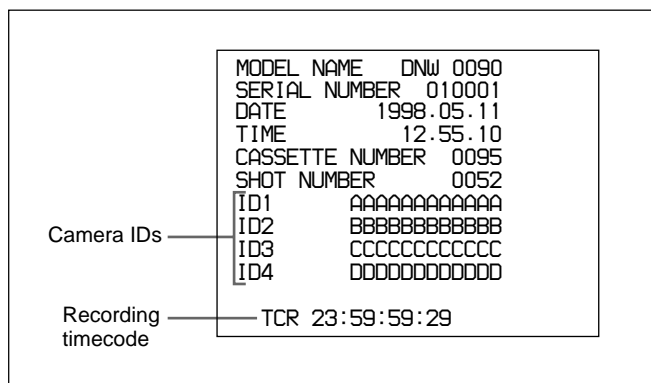 MODEL NAME DNW 0090
SERIAL NUMBER 010001
DATE 1998.05.11
TIME 12.55.10
CASSETTE NUMBER 0095
SHOT NUMBER 0052
ID1 AAAAAAAAAAAA
ID2 BBBBBBBBBBBB
ID3 CCCCCCCCCCCC
ID4 DDDDDDDDDDDD
Camera IDs
TCR 23:59:59:29
Recording
timecode